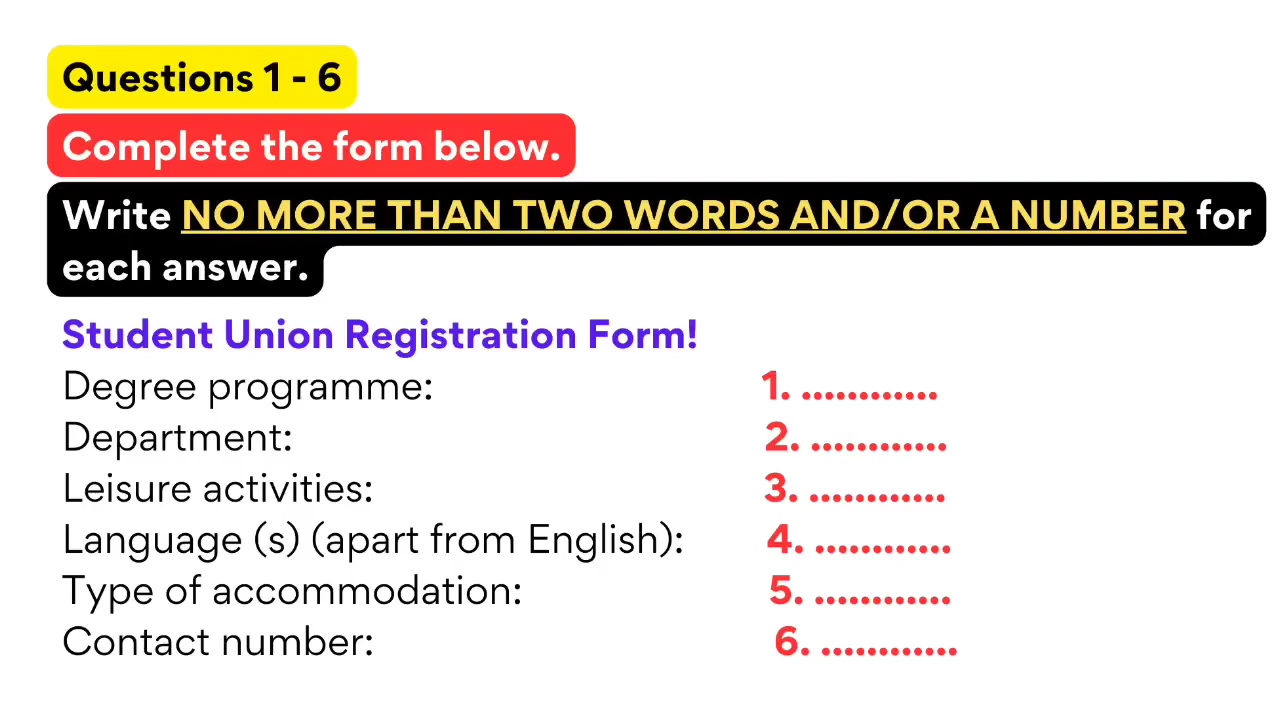 Questions 1 - 6
Complete the form below.
Write NO MORE THAN TWO WORDS AND/OR A NUMBER for
each answer.
Student Union Registration Form!
Degree programme: 1. ............
Department: 2. ............
Leisure activities: 3. ............
Language (s) (apart from English): 4. ............
Type of accommodation: 5. ............
Contact number: 6. ............